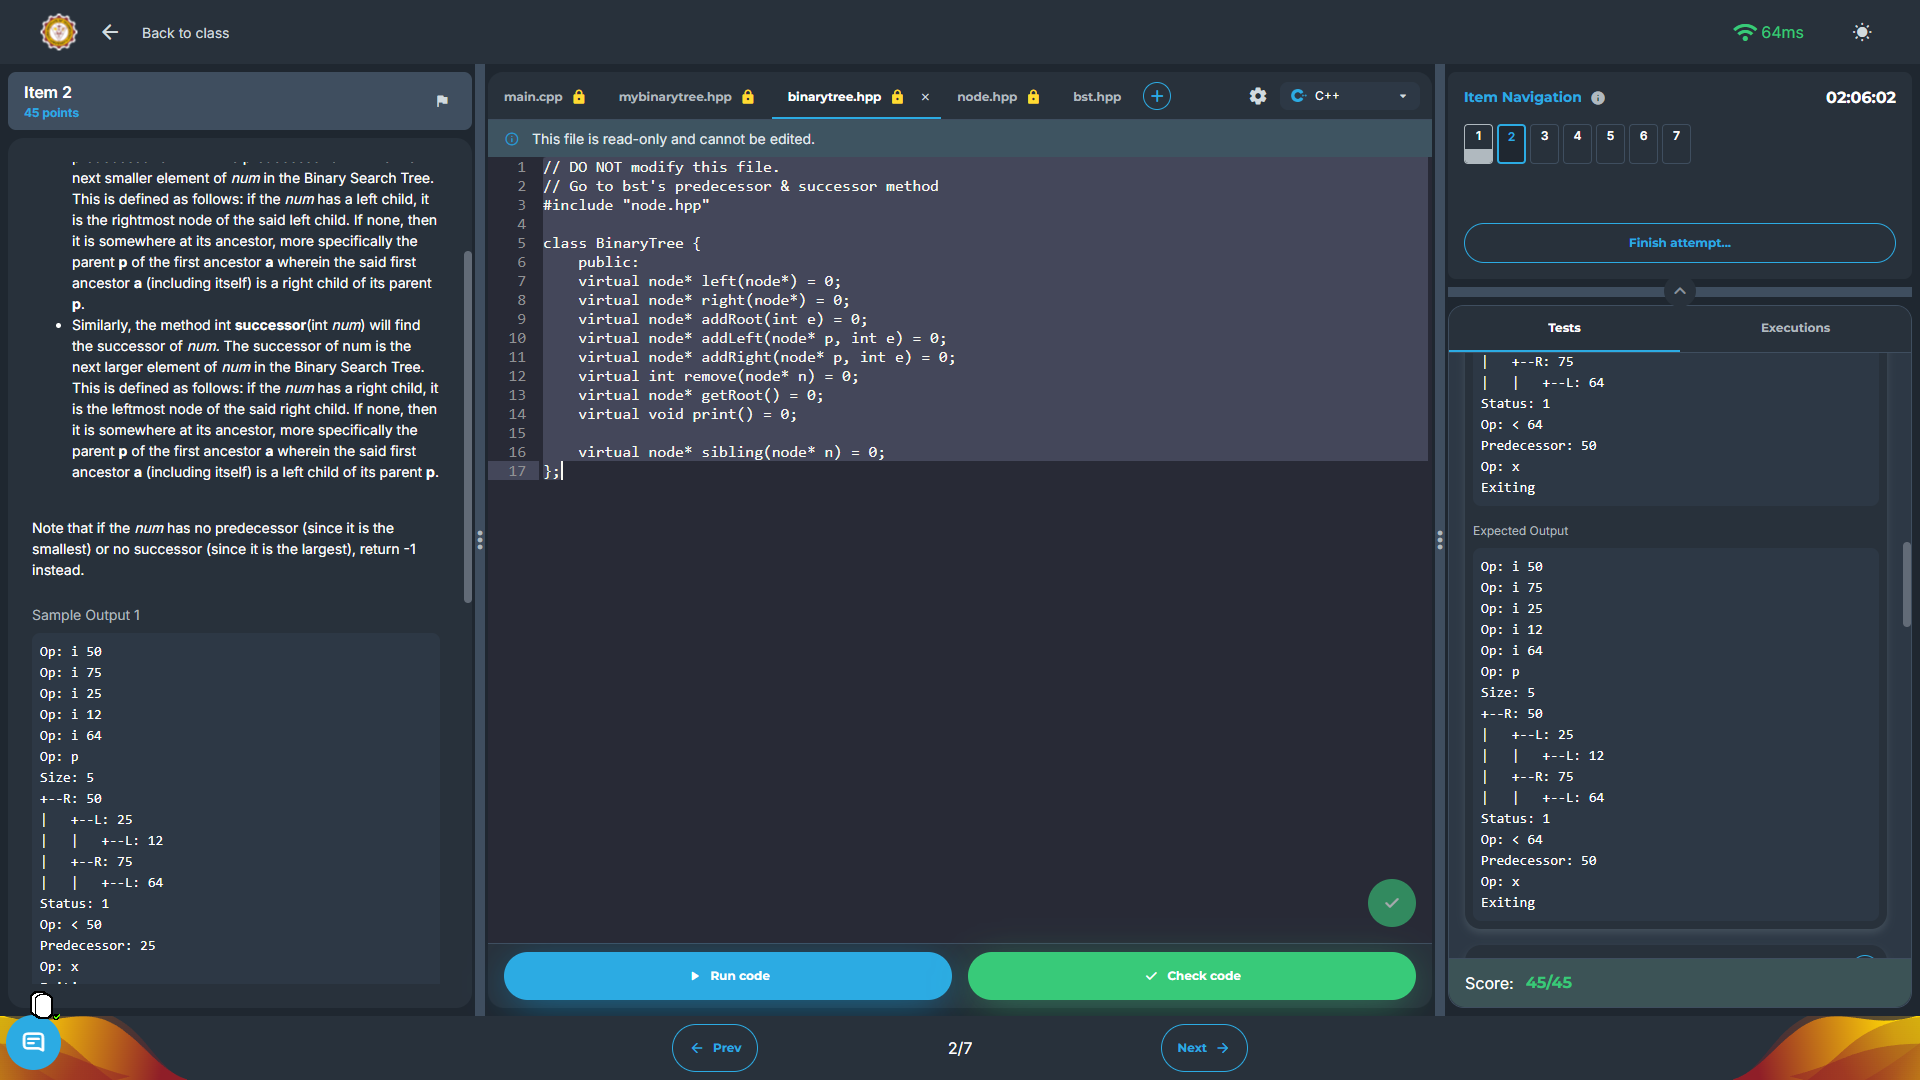 Back to class
64ms
Item 2
45 points
next smaller element of num in the Binary Search Tree.
This is defined as follows: if the num has a left child, it
is the rightmost node of the said left child. If none, then
it is somewhere at its ancestor, more specifically the
parent p of the first ancestor a wherein the said first
ancestor a (including itself) is a right child of its parent
p.
• Similarly, the method int successor(int num) will find
the successor of num. The successor of num is the
next larger element of num in the Binary Search Tree.
This is defined as follows: if the num has a right child, it
is the leftmost node of the said right child. If none, then
it is somewhere at its ancestor, more specifically the
parent p of the first ancestor a wherein the said first
ancestor a (including itself) is a left child of its parent p.
Note that if the num has no predecessor (since it is the
smallest) or no successor (since it is the largest), return -1
instead.
Sample Output 1
Op: i 50
Op: i 75
Op: i 25
Op: i 12
Op: i 64
Op: p
Size: 5
+--R: 50
|   +--L: 25
|   |   +--L: 12
|   +--R: 75
|   |   +--L: 64
Status: 1
Op: < 50
Predecessor: 25
Op: x
main.cpp
mybinarytree.hpp
binarytree.hpp ×
node.hpp
bst.hpp
+
C++
This file is read-only and cannot be edited.
1 // DO NOT modify this file.
2 // Go to bst's predecessor & successor method
3 #include "node.hpp"
4
5 class BinaryTree {
6     public:
7     virtual node* left(node*) = 0;
8     virtual node* right(node*) = 0;
9     virtual node* addRoot(int e) = 0;
10     virtual node* addLeft(node* p, int e) = 0;
11     virtual node* addRight(node* p, int e) = 0;
12     virtual int remove(node* n) = 0;
13     virtual node* getRoot() = 0;
14     virtual void print() = 0;
15
16     virtual node* sibling(node* n) = 0;
17 };
Run code
Check code
Prev
2/7
Next
Item Navigation
02:06:02
1 2 3 4 5 6 7
Finish attempt...
Tests
Executions
|   +--R: 75
|   |   +--L: 64
Status: 1
Op: < 64
Predecessor: 50
Op: x
Exiting
Expected Output
Op: i 50
Op: i 75
Op: i 25
Op: i 12
Op: i 64
Op: p
Size: 5
+--R: 50
|   +--L: 25
|   |   +--L: 12
|   +--R: 75
|   |   +--L: 64
Status: 1
Op: < 64
Predecessor: 50
Op: x
Exiting
Score: 45/45